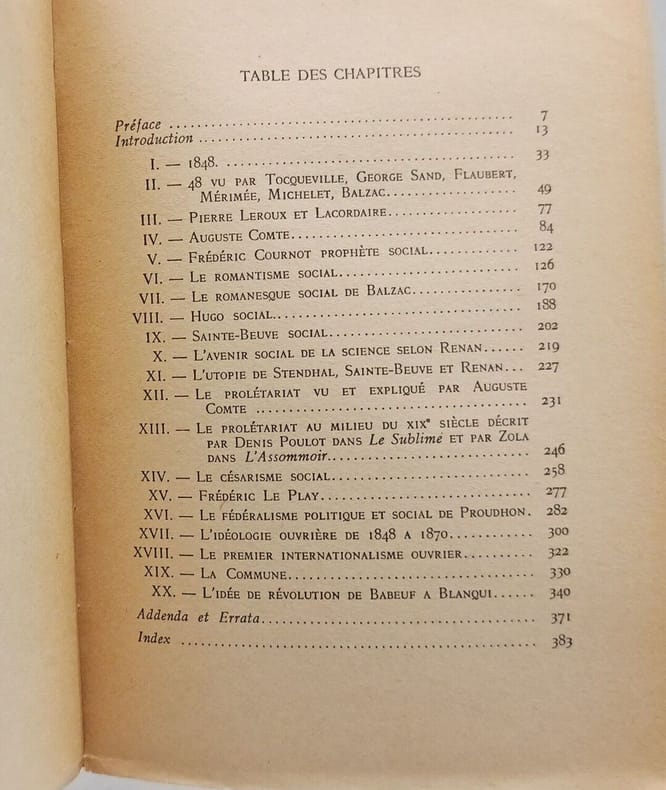 TABLE DES CHAPITRES
Préface ........................................ 7
Introduction ................................... 13
I. — 1848. ..................................... 33
II. — 48 VU PAR TOCQUEVILLE, GEORGE SAND, FLAUBERT,
MÉRIMÉE, MICHELET, BALZAC................... 49
III. — PIERRE LEROUX ET LACORDAIRE................ 77
IV. — AUGUSTE COMTE............................... 84
V. — FRÉDÉRIC COURNOT PROPHÈTE SOCIAL............. 122
VI. — LE ROMANTISME SOCIAL........................ 126
VII. — LE ROMANESQUE SOCIAL DE BALZAC............. 170
VIII. — HUGO SOCIAL............................... 188
IX. — SAINTE-BEUVE SOCIAL......................... 202
X. — L'AVENIR SOCIAL DE LA SCIENCE SELON RENAN...... 219
XI. — L'UTOPIE DE STENDHAL, SAINTE-BEUVE ET RENAN... 227
XII. — LE PROLÉTARIAT VU ET EXPLIQUÉ PAR AUGUSTE
COMTE ...................................... 231
XIII. — LE PROLÉTARIAT AU MILIEU DU XIXe SIÈCLE DÉCRIT
PAR DENIS POULOT DANS Le Sublime ET PAR ZOLA
DANS L'Assommoir............................ 246
XIV. — LE CÉSARISME SOCIAL........................ 258
XV. — FRÉDÉRIC LE PLAY............................ 277
XVI. — LE FÉDÉRALISME POLITIQUE ET SOCIAL DE PROUDHON. 282
XVII. — L'IDÉOLOGIE OUVRIÈRE DE 1848 A 1870............ 300
XVIII. — LE PREMIER INTERNATIONALISME OUVRIER.......... 322
XIX. — LA COMMUNE................................. 330
XX. — L'IDÉE DE RÉVOLUTION DE BABEUF A BLANQUI...... 340
Addenda et Errata............................... 371
Index .......................................... 383